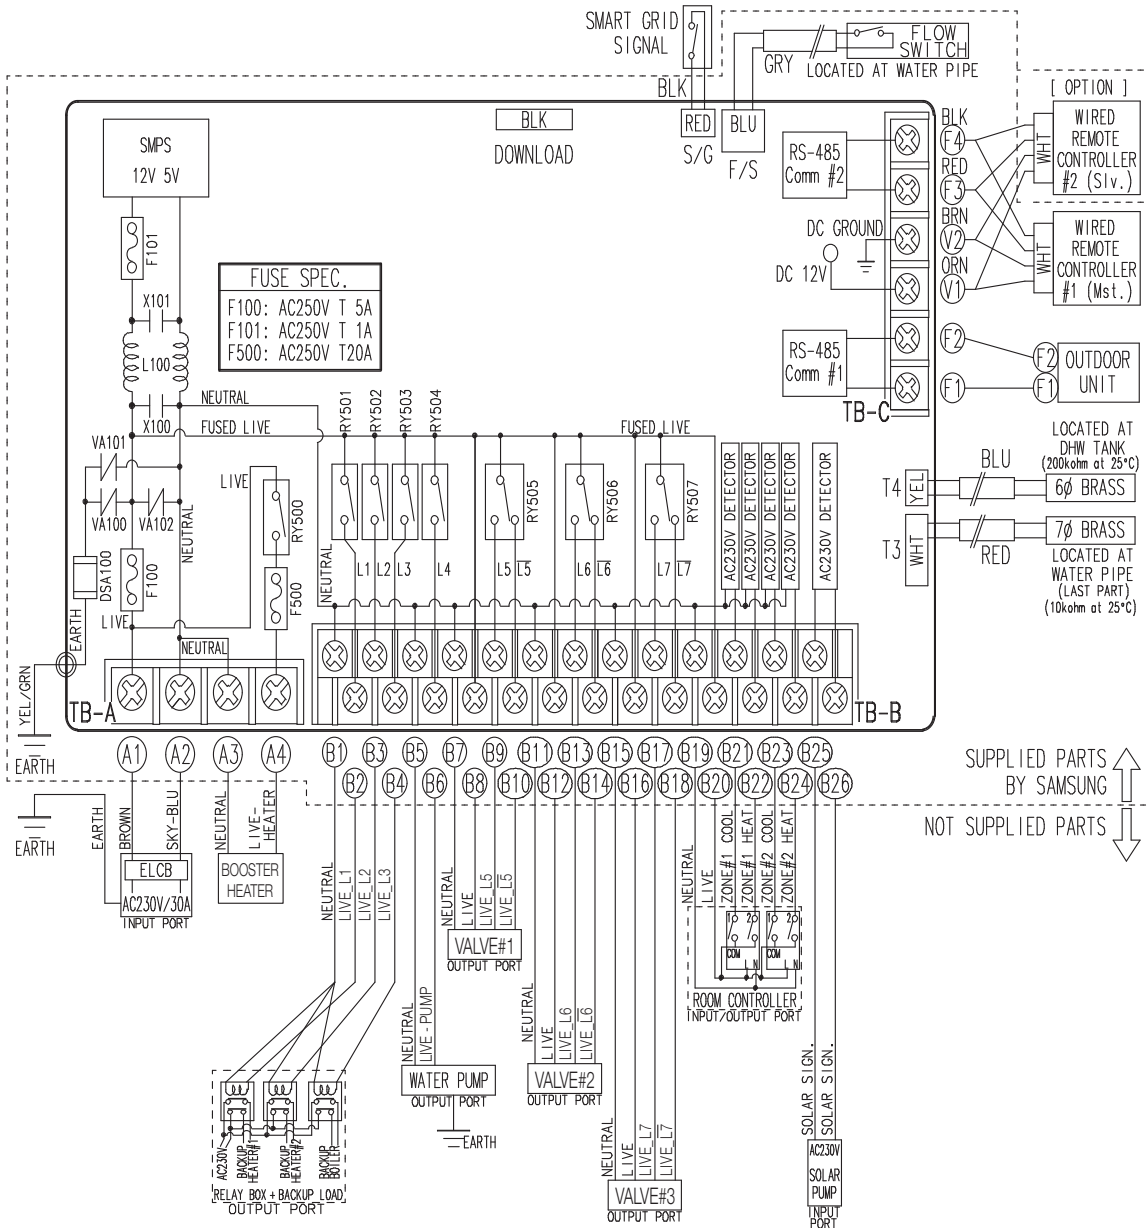 SMART GRID
SIGNAL
BLK
FLOW
SWITCH
GRY
LOCATED AT WATER PIPE
[ OPTION ]
WIRED
REMOTE
CONTROLLER
#2 (Slv.)
WHT
WIRED
REMOTE
CONTROLLER
#1 (Mst.)
WHT
SMPS
12V 5V
BLK
DOWNLOAD
RED
S/G
BLU
F/S
RS-485
Comm #2
DC GROUND
DC 12V
RS-485
Comm #1
TB-C
BLK
F4
RED
F3
BRN
V2
ORN
V1
F2
F1
F2
F1
OUTDOOR
UNIT
F101
X101
L100
X100
FUSE SPEC.
F100: AC250V T 5A
F101: AC250V T 1A
F500: AC250V T20A
NEUTRAL
FUSED LIVE
FUSED LIVE
RY501
RY502
RY503
RY504
RY505
RY506
RY507
VA101
VA100
VA102
LIVE
RY500
NEUTRAL
DSA100
F100
F500
EARTH
LIVE
NEUTRAL
NEUTRAL
L1
L2
L3
L4
L5
L5̅
L6
L6̅
L7
L7̅
AC230V DETECTOR
AC230V DETECTOR
AC230V DETECTOR
AC230V DETECTOR
AC230V DETECTOR
T4
YEL
BLU
6ϕ BRASS
LOCATED AT
DHW TANK
(200kohm at 25°C)
T3
WHT
RED
7ϕ BRASS
LOCATED AT
WATER PIPE
(LAST PART)
(10kohm at 25°C)
YEL/GRN
EARTH
TB-A
TB-B
A1
A2
A3
A4
B1
B3
B5
B7
B9
B11
B13
B15
B17
B19
B21
B23
B25
B2
B4
B6
B8
B10
B12
B14
B16
B18
B20
B22
B24
B26
SUPPLIED PARTS
BY SAMSUNG
NOT SUPPLIED PARTS
EARTH
EARTH
BROWN
SKY-BLU
NEUTRAL
LIVE-
HEATER
ELCB
AC230V/30A
INPUT PORT
BOOSTER
HEATER
NEUTRAL
LIVE_L1
LIVE_L2
LIVE_L3
NEUTRAL
LIVE
LIVE_L5
LIVE_L5̅
VALVE#1
OUTPUT PORT
NEUTRAL
LIVE - PUMP
WATER PUMP
OUTPUT PORT
EARTH
NEUTRAL
LIVE
LIVE_L6
LIVE_L6̅
VALVE#2
OUTPUT PORT
NEUTRAL
LIVE
LIVE_L7
LIVE_L7̅
VALVE#3
OUTPUT PORT
NEUTRAL
LIVE
ZONE#1 COOL
ZONE#1 HEAT
ZONE#2 COOL
ZONE#2 HEAT
1 2
COM
L N
1 2
COM
L N
ROOM CONTROLLER
INPUT/OUTPUT PORT
SOLAR SIGN.
SOLAR SIGN.
AC230V
SOLAR
PUMP
INPUT
PORT
AC230V
BACKUP
HEATER#1
BACKUP
HEATER#2
BACKUP
BOILER
RELAY BOX + BACKUP LOAD
OUTPUT PORT